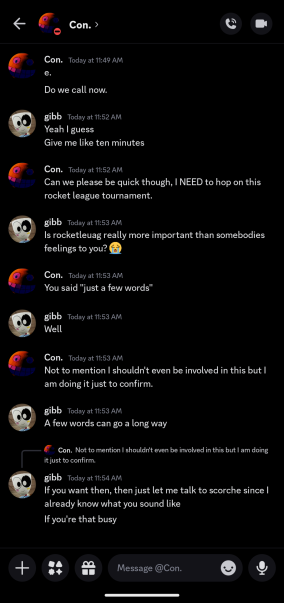 Con. >
Con. Today at 11:49 AM
e.
Do we call now.
gibb Today at 11:52 AM
Yeah I guess
Give me like ten minutes
Con. Today at 11:52 AM
Can we please be quick though, I NEED to hop on this
rocket league tournament.
gibb Today at 11:53 AM
Is rocketleuag really more important than somebodies
feelings to you? 😭
Con. Today at 11:53 AM
You said "just a few words"
gibb Today at 11:53 AM
Well
Con. Today at 11:53 AM
Not to mention I shouldn't even be involved in this but I
am doing it just to confirm.
gibb Today at 11:53 AM
A few words can go a long way
Con. Not to mention I shouldn't even be involved in this but I am doing
it just to confirm.
gibb Today at 11:54 AM
If you want then, then just let me talk to scorche since I
already know what you sound like
If you're that busy
Message @Con.